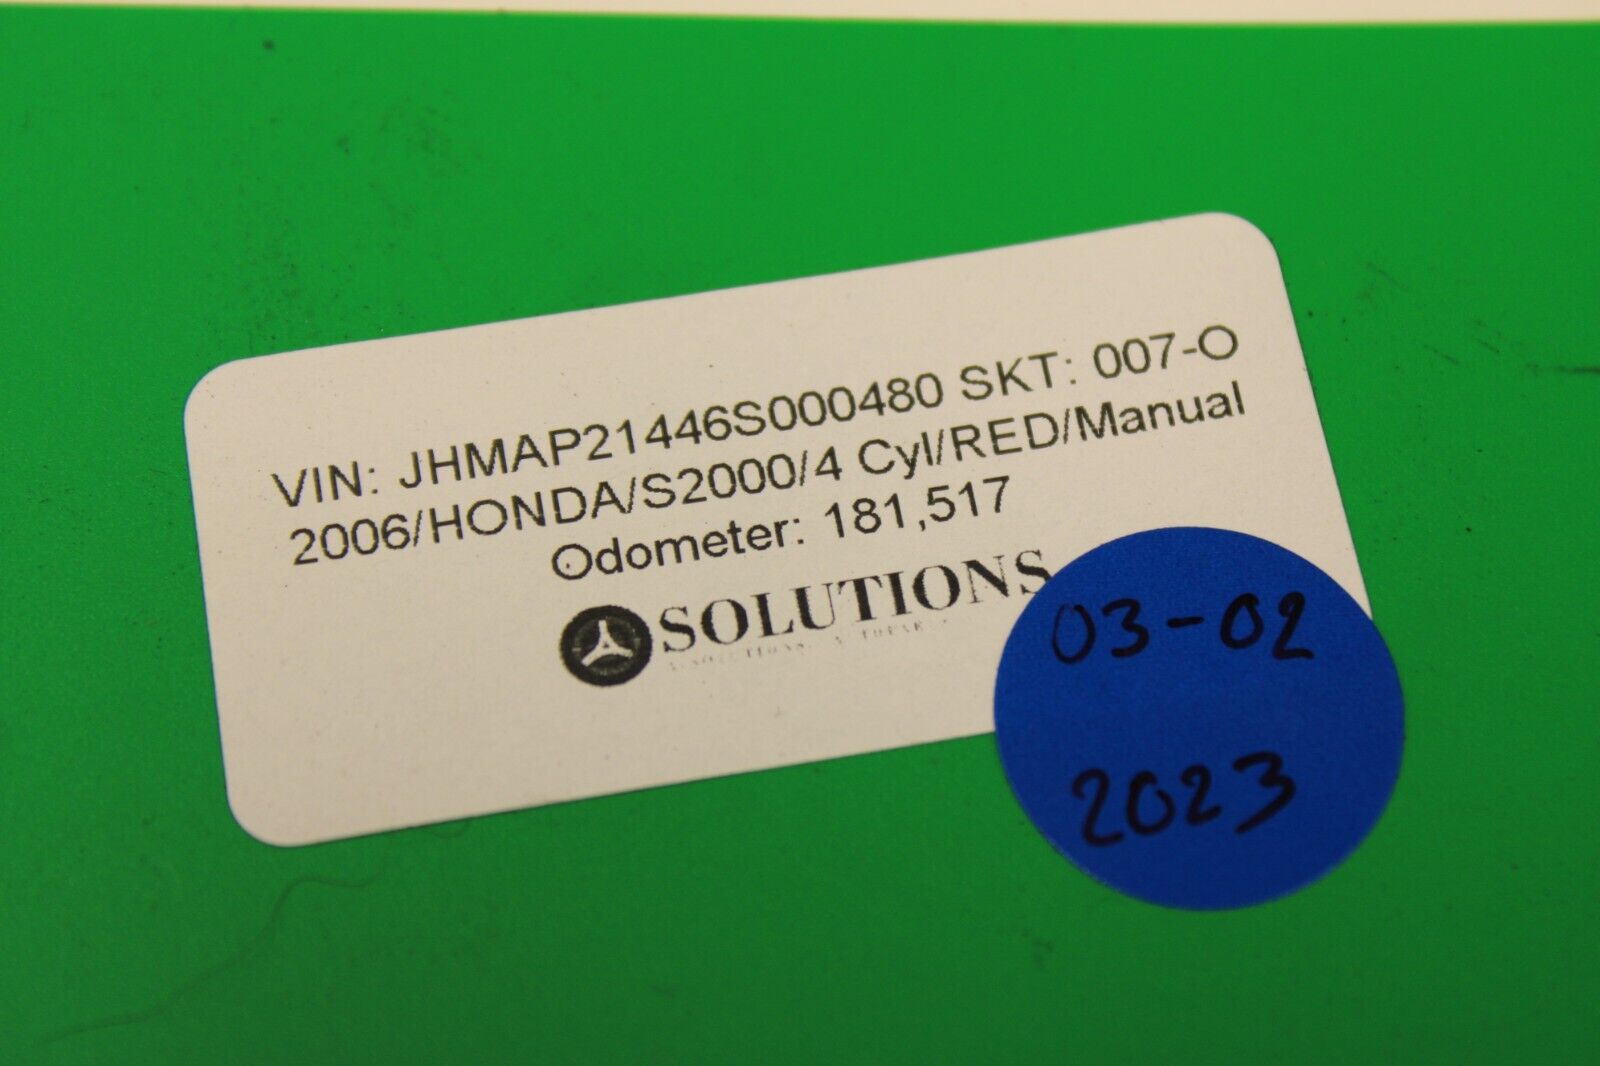 VIN: JHMAP21446S000480 SKT: 007-O
2006/HONDA/S2000/4 Cyl/RED/Manual
Odometer: 181,517
SOLUTIONS
03-02
2023